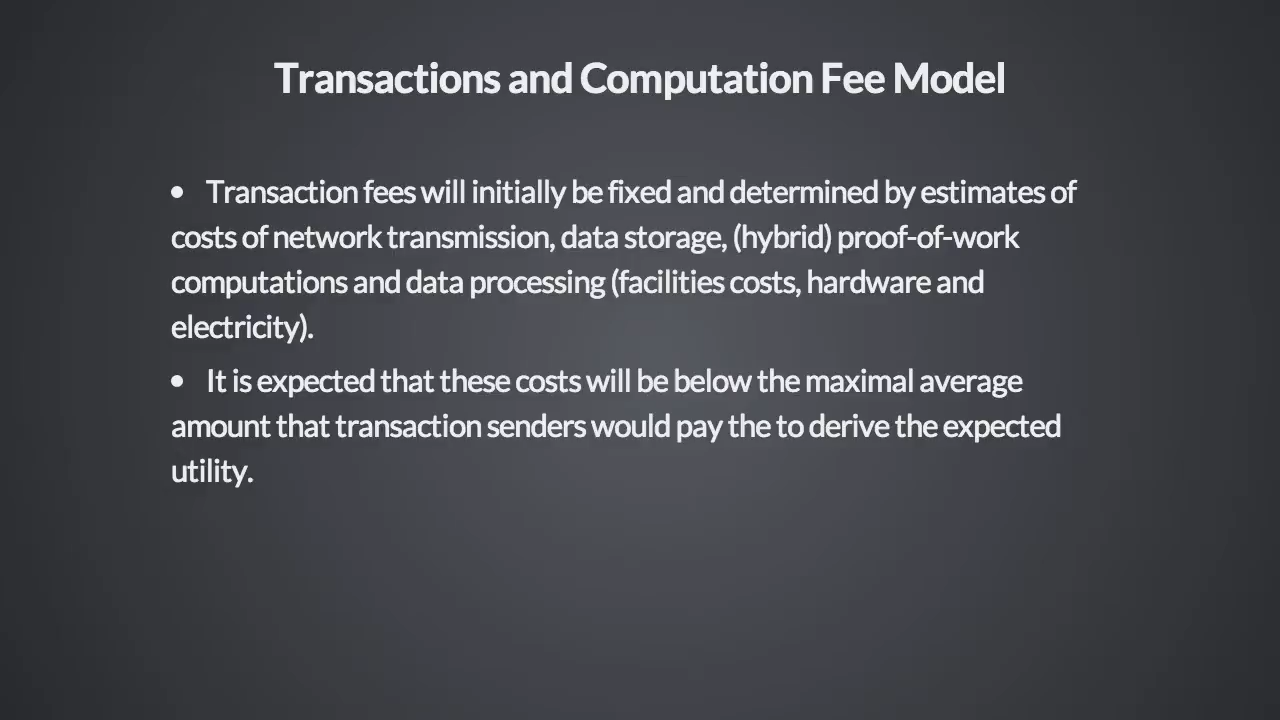 Transactions and Computation Fee Model
• Transaction fees will initially be fixed and determined by estimates of
costs of network transmission, data storage, (hybrid) proof-of-work
computations and data processing (facilities costs, hardware and
electricity).
• It is expected that these costs will be below the maximal average
amount that transaction senders would pay the to derive the expected
utility.